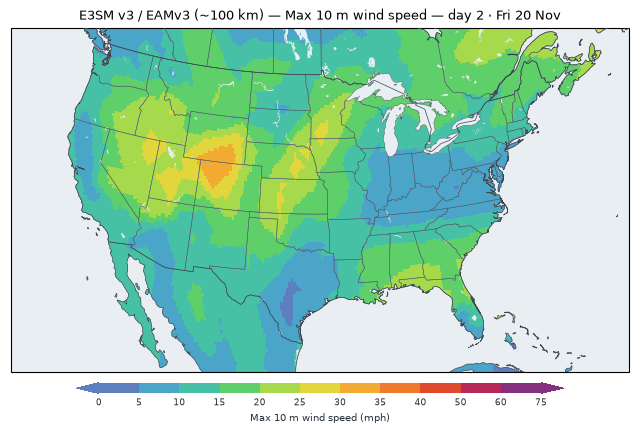 E3SM v3 / EAMv3 (~100 km) — Max 10 m wind speed — day 2 · Fri 20 Nov
0 5 10 15 20 25 30 35 40 50 60 75
Max 10 m wind speed (mph)